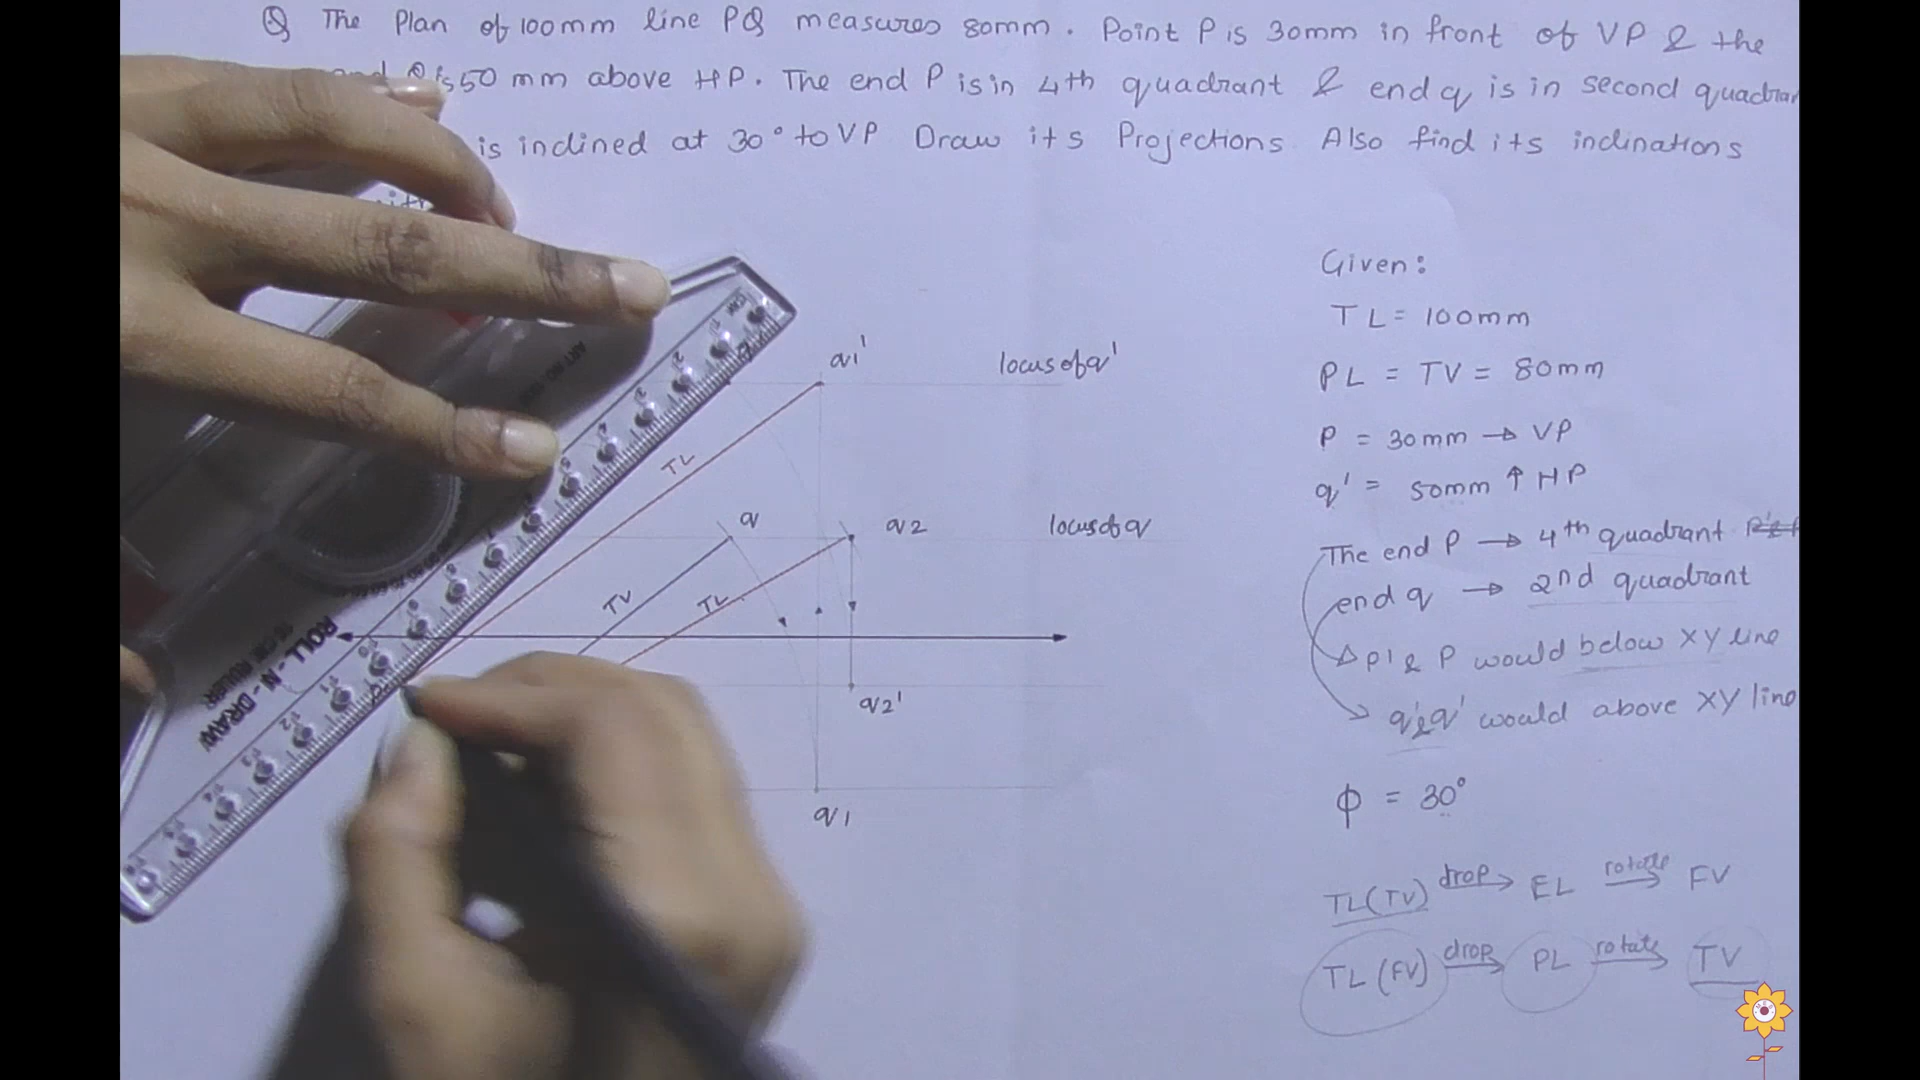 Q The Plan of 100mm line PQ measures 80mm. Point P is 30mm in front of VP & the
end Q is 50 mm above HP. The end P is in 4th quadrant & end q is in second quadran
is inclined at 30° to VP Draw its Projections. Also find its inclinations
with
Given:
TL = 100mm
PL = TV = 80mm
P = 30mm → VP
q' = 50mm ↑ HP
The end P → 4th quadrant
end q → 2nd quadrant
P' & P would below XY line
q & q' would above XY line
ф = 30°
TL(TV) drop → EL rotate → FV
TL (FV) drop → PL rotate → TV
q1'
locus of q'
TL
q
q2
locus of q
TV
TL
q2'
q1
ROLL-N-DRAW